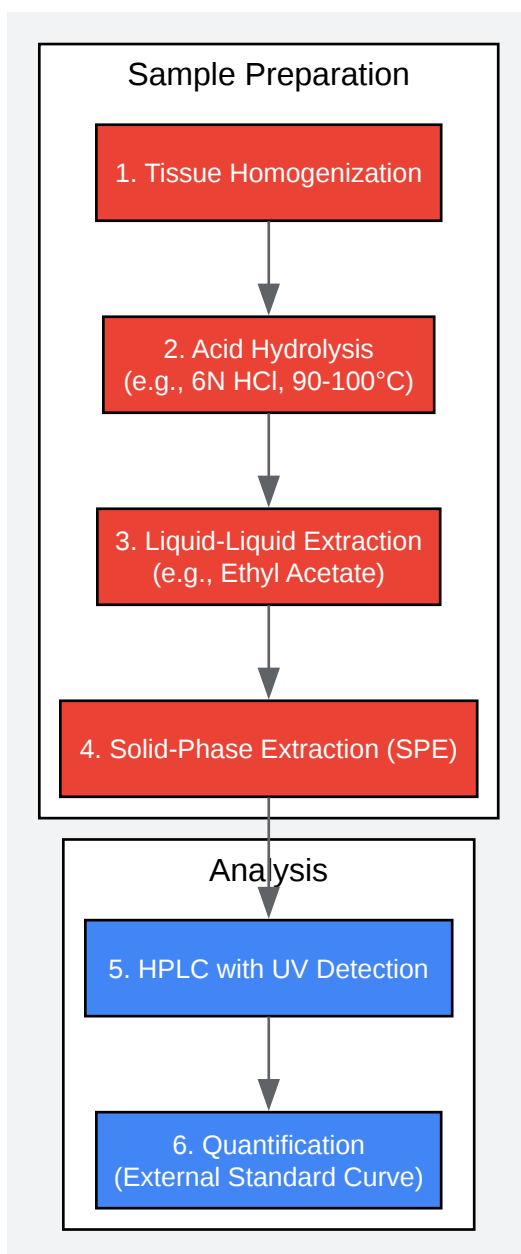 Sample Preparation
1. Tissue Homogenization
2. Acid Hydrolysis
(e.g., 6N HCl, 90-100°C)
3. Liquid-Liquid Extraction
(e.g., Ethyl Acetate)
4. Solid-Phase Extraction (SPE)
Analysis
5. HPLC with UV Detection
6. Quantification
(External Standard Curve)